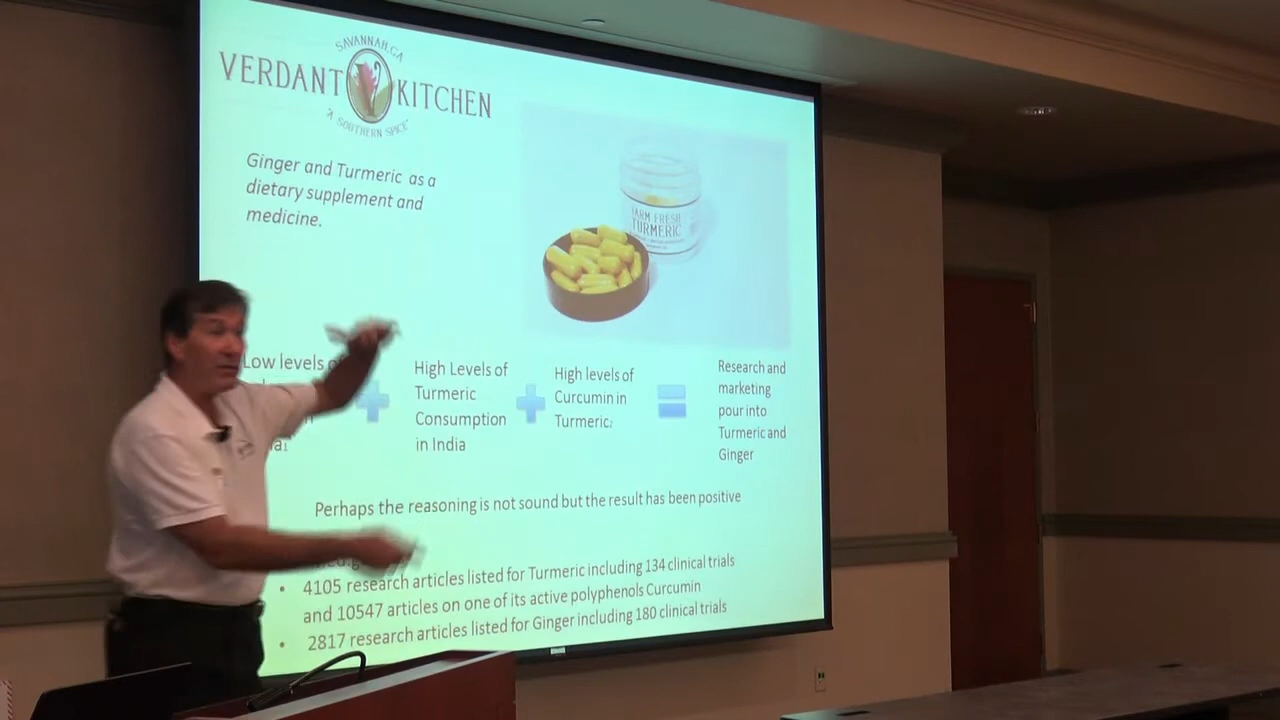 SAVANNAH, GA
VERDANT KITCHEN
"A SOUTHERN SPICE"
Ginger and Turmeric as a
dietary supplement and
medicine.
FARM FRESH
TURMERIC
Low levels
High Levels of
Turmeric
Consumption
in India
High levels of
Curcumin in
Turmeric2
Research and
marketing
pour into
Turmeric and
Ginger
Perhaps the reasoning is not sound but the result has been positive
• 4105 research articles listed for Turmeric including 134 clinical trials
and 10547 articles on one of its active polyphenols Curcumin
• 2817 research articles listed for Ginger including 180 clinical trials